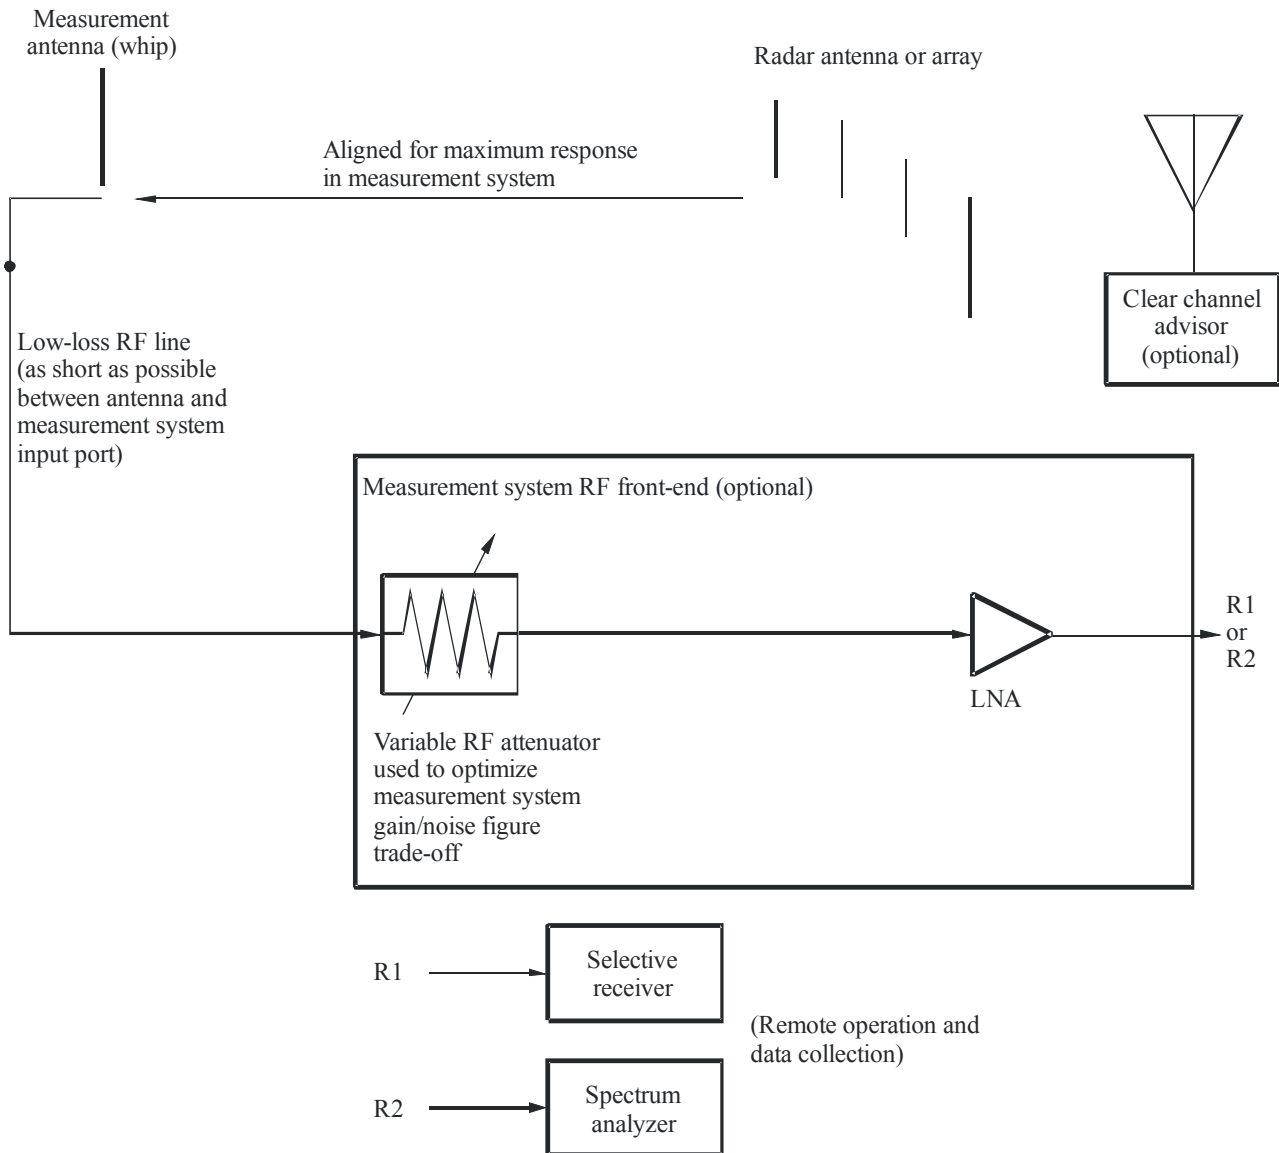 Measurement
antenna (whip)
Radar antenna or array
Aligned for maximum response
in measurement system
Clear channel
advisor
(optional)
Low-loss RF line
(as short as possible
between antenna and
measurement system
input port)
Measurement system RF front-end (optional)
R1
or
R2
LNA
Variable RF attenuator
used to optimize
measurement system
gain/noise figure
trade-off
R1
Selective
receiver
(Remote operation and
data collection)
R2
Spectrum
analyzer